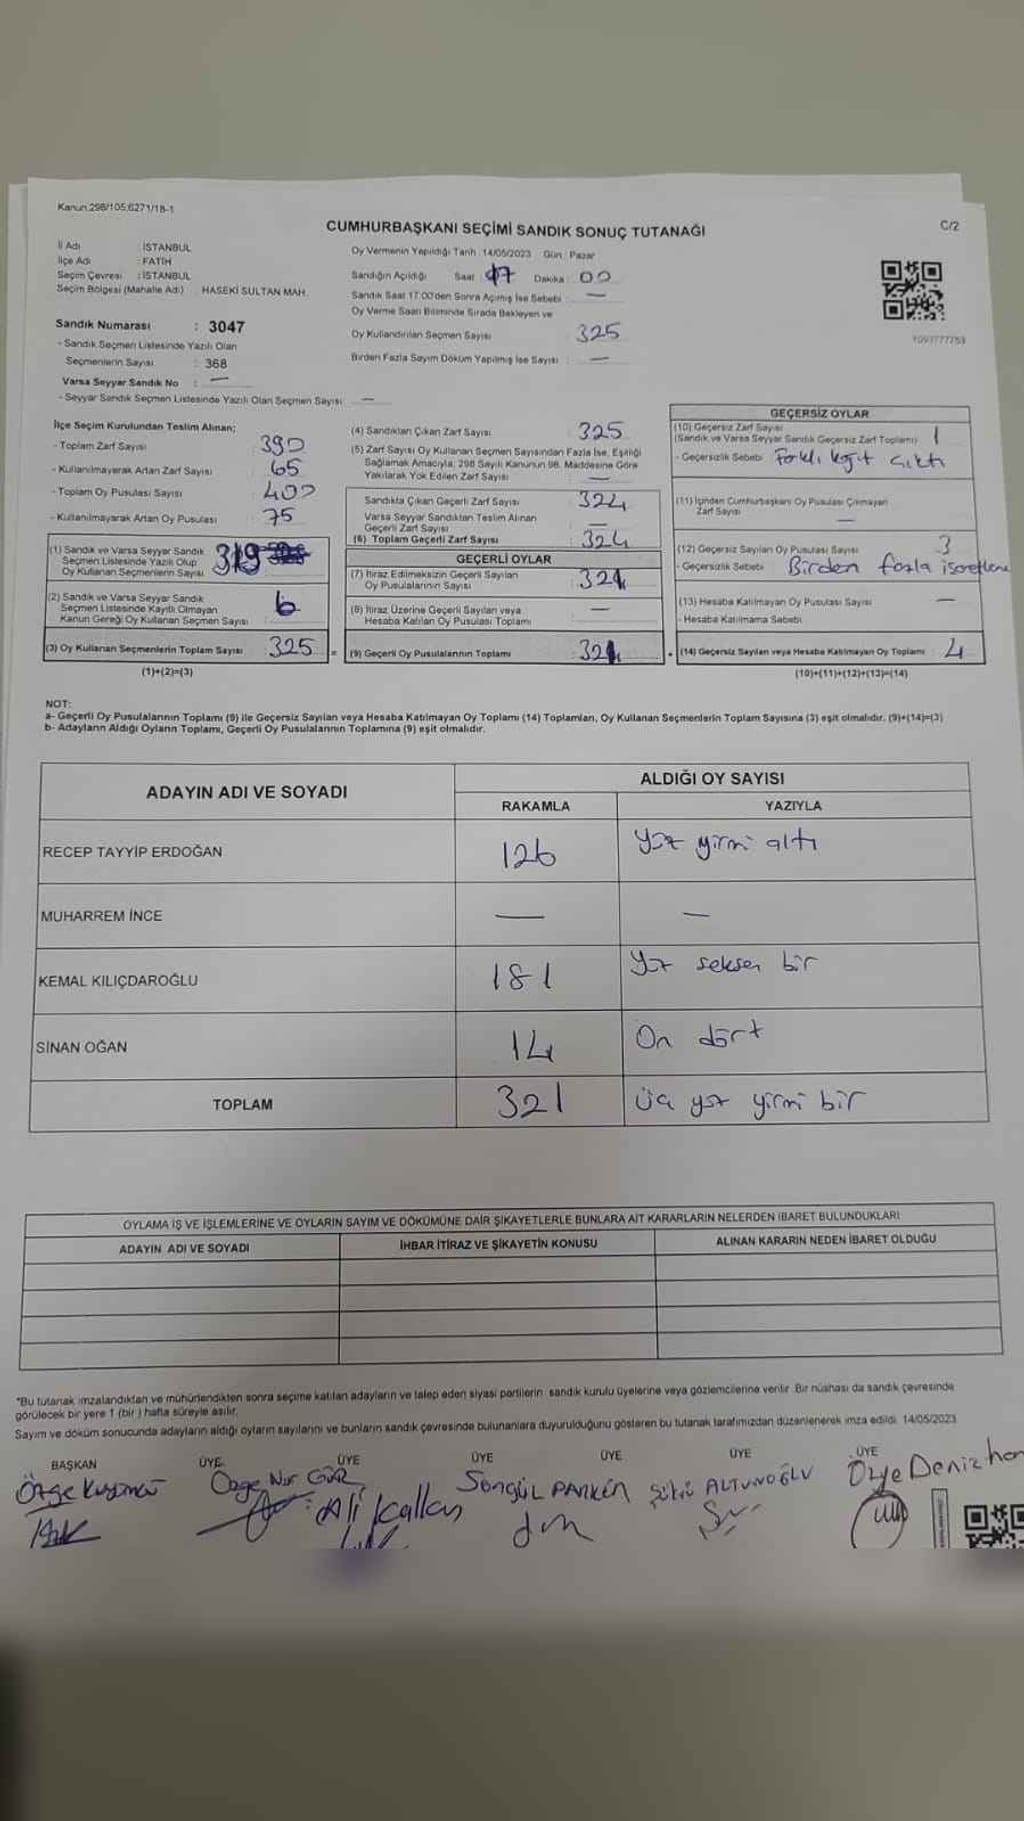 Kanun:298/105;6271/18-1
CUMHURBAŞKANI SEÇİMİ SANDIK SONUÇ TUTANAĞI
C/2
İl Adı : İSTANBUL
İlçe Adı : FATİH
Seçim Çevresi : İSTANBUL
Seçim Bölgesi (Mahalle Adı) : HASEKİ SULTAN MAH.
Sandık Numarası : 3047
- Sandık Seçmen Listesinde Yazılı Olan
Seçmenlerin Sayısı : 368
Varsa Seyyar Sandık No : —
- Seyyar Sandık Seçmen Listesinde Yazılı Olan Seçmen Sayısı: —
Oy Vermenin Yapıldığı Tarih :14/05/2023 Gün : Pazar
Sandığın Açıldığı Saat : 17 Dakika : 00
Sandık Saat 17:00'den Sonra Açılmış İse Sebebi : —
Oy Verme Saati Bitiminde Sırada Bekleyen ve
Oy Kullandırılan Seçmen Sayısı : 325
Birden Fazla Sayım Döküm Yapılmış İse Sayısı : —
İlçe Seçim Kurulundan Teslim Alınan;
- Toplam Zarf Sayısı : 390
- Kullanılmayarak Artan Zarf Sayısı : 65
- Toplam Oy Pusulası Sayısı : 400
- Kullanılmayarak Artan Oy Pusulası : 75
(1) Sandık ve Varsa Seyyar Sandık
Seçmen Listesinde Yazılı Olup
Oy Kullanan Seçmenlerin Sayısı : 319
(2) Sandık ve Varsa Seyyar Sandık
Seçmen Listesinde Kayıtlı Olmayan
Kanun Gereği Oy Kullanan Seçmen Sayısı : 6
(3) Oy Kullanan Seçmenlerin Toplam Sayısı : 325
(1)+(2)=(3)
(4) Sandıktan Çıkan Zarf Sayısı : 325
(5) Zarf Sayısı Oy Kullanan Seçmen Sayısından Fazla İse, Eşitliği
Sağlamak Amacıyla, 298 Sayılı Kanunun 98. Maddesine Göre
Yakılarak Yok Edilen Zarf Sayısı : —
Sandıkta Çıkan Geçerli Zarf Sayısı : 324
Varsa Seyyar Sandıktan Teslim Alınan
Geçerli Zarf Sayısı : —
(6) Toplam Geçerli Zarf Sayısı : 324
GEÇERLİ OYLAR
(7) İtiraz Edilmeksizin Geçerli Sayılan
Oy Pusulalarının Sayısı : 321
(8) İtiraz Üzerine Geçerli Sayılan veya
Hesaba Katılan Oy Pusulası Toplamı : —
= (9) Geçerli Oy Pusulalarının Toplamı : 321
GEÇERSİZ OYLAR
(10) Geçersiz Zarf Sayısı
(Sandık ve Varsa Seyyar Sandık Geçersiz Zarf Toplamı) : 1
- Geçersizlik Sebebi : Farklı kağıt çıktı
(11) İçinden Cumhurbaşkanı Oy Pusulası Çıkmayan
Zarf Sayısı : —
(12) Geçersiz Sayılan Oy Pusulası Sayısı : 3
- Geçersizlik Sebebi : Birden fazla işaretleme
(13) Hesaba Katılmayan Oy Pusulası Sayısı : —
- Hesaba Katılmama Sebebi :
+ (14) Geçersiz Sayılan veya Hesaba Katılmayan Oy Toplamı : 4
(10)+(11)+(12)+(13)=(14)
NOT:
a- Geçerli Oy Pusulalarının Toplamı (9) ile Geçersiz Sayılan veya Hesaba Katılmayan Oy Toplamı (14) Toplamları, Oy Kullanan Seçmenlerin Toplam Sayısına (3) eşit olmalıdır. (9)+(14)=(3)
b- Adayların Aldığı Oyların Toplamı, Geçerli Oy Pusulalarının Toplamına (9) eşit olmalıdır.
ADAYIN ADI VE SOYADI
ALDIĞI OY SAYISI
RAKAMLA YAZIYLA
RECEP TAYYİP ERDOĞAN 126 Yüz yirmi altı
MUHARREM İNCE — —
KEMAL KILIÇDAROĞLU 181 Yüz seksen bir
SİNAN OĞAN 14 On dört
TOPLAM 321 Üç yüz yirmi bir
OYLAMA İŞ VE İŞLEMLERİNE VE OYLARIN SAYIM VE DÖKÜMÜNE DAİR ŞİKAYETLERLE BUNLARA AİT KARARLARIN NELERDEN İBARET BULUNDUKLARI
ADAYIN ADI VE SOYADI İHBAR İTİRAZ VE ŞİKAYETİN KONUSU ALINAN KARARIN NEDEN İBARET OLDUĞU
*Bu tutanak imzalandıktan ve mühürlendikten sonra seçime katılan adayların ve talep eden siyasi partilerin sandık kurulu üyelerine veya gözlemcilerine verilir. Bir nüshası da sandık çevresinde
görülecek bir yere 1 (bir) hafta süreyle asılır.
Sayım ve döküm sonucunda adayların aldığı oyların sayılarını ve bunların sandık çevresinde bulunanlara duyurulduğunu gösteren bu tutanak tarafımızdan düzenlenerek imza edildi. 14/05/2023
BAŞKAN ÜYE ÜYE ÜYE ÜYE ÜYE ÜYE
Özge Nur GÜR
Ali Kallan
Songül
Şükrü ALTUNOĞLU
Deniz